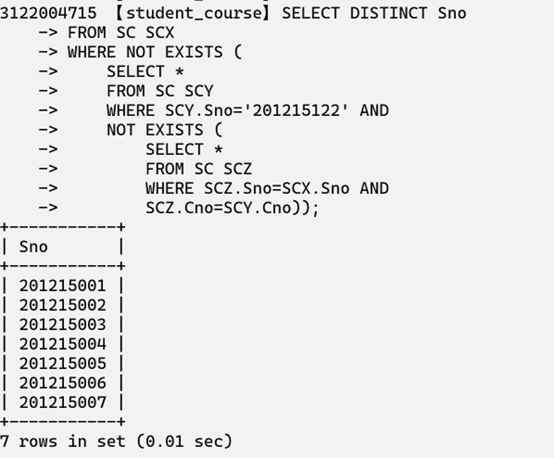 3122004715 【student_course】SELECT DISTINCT Sno
    -> FROM SC SCX
    -> WHERE NOT EXISTS (
    ->     SELECT *
    ->     FROM SC SCY
    ->     WHERE SCY.Sno='201215122' AND
    ->     NOT EXISTS (
    ->         SELECT *
    ->         FROM SC SCZ
    ->         WHERE SCZ.Sno=SCX.Sno AND
    ->         SCZ.Cno=SCY.Cno));
+-----------+
| Sno       |
+-----------+
| 201215001 |
| 201215002 |
| 201215003 |
| 201215004 |
| 201215005 |
| 201215006 |
| 201215007 |
+-----------+
7 rows in set (0.01 sec)